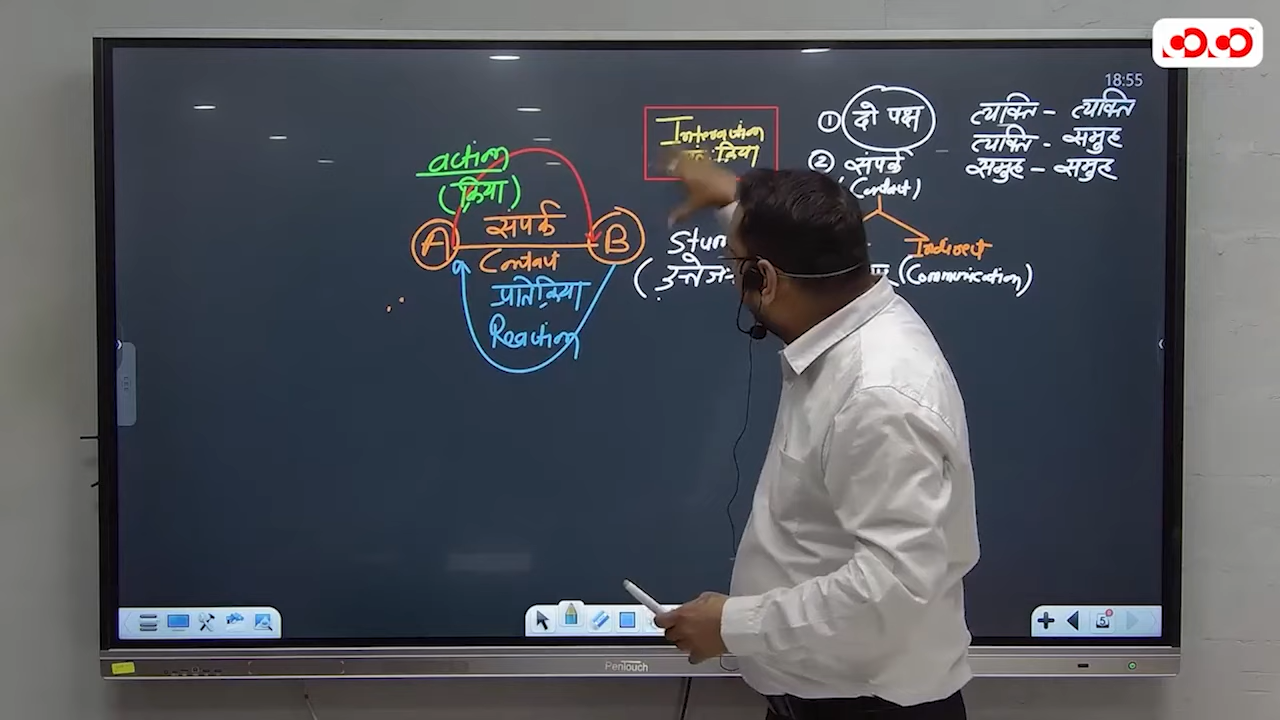 18:55
Interaction
क्रिया
① दो पक्ष
② संपर्क
(Contact)
Indirect
(Communication)
व्यक्ति - व्यक्ति
व्यक्ति - समुह
समुह - समुह
action
(क्रिया)
A संपर्क B
Contact
प्रतिक्रिया
Reaction
5
PenTouch